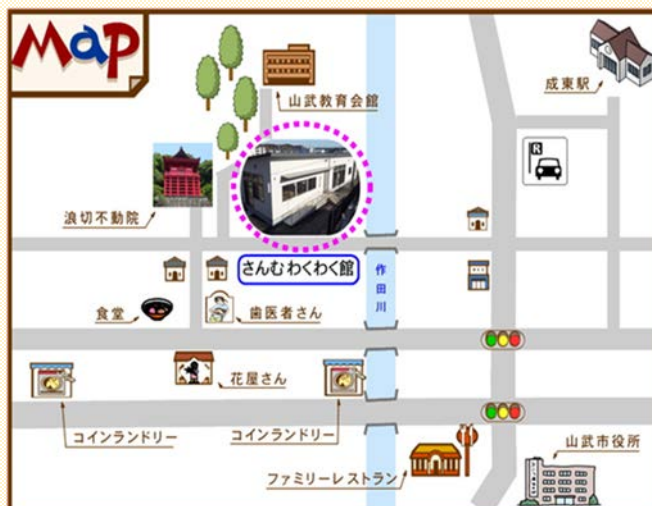 Map
成東駅
山武教育会館
R
浪切不動院
さんむわくわく館
作田川
食堂
歯医者さん
花屋さん
コインランドリー
コインランドリー
山武市役所
ファミリーレストラン